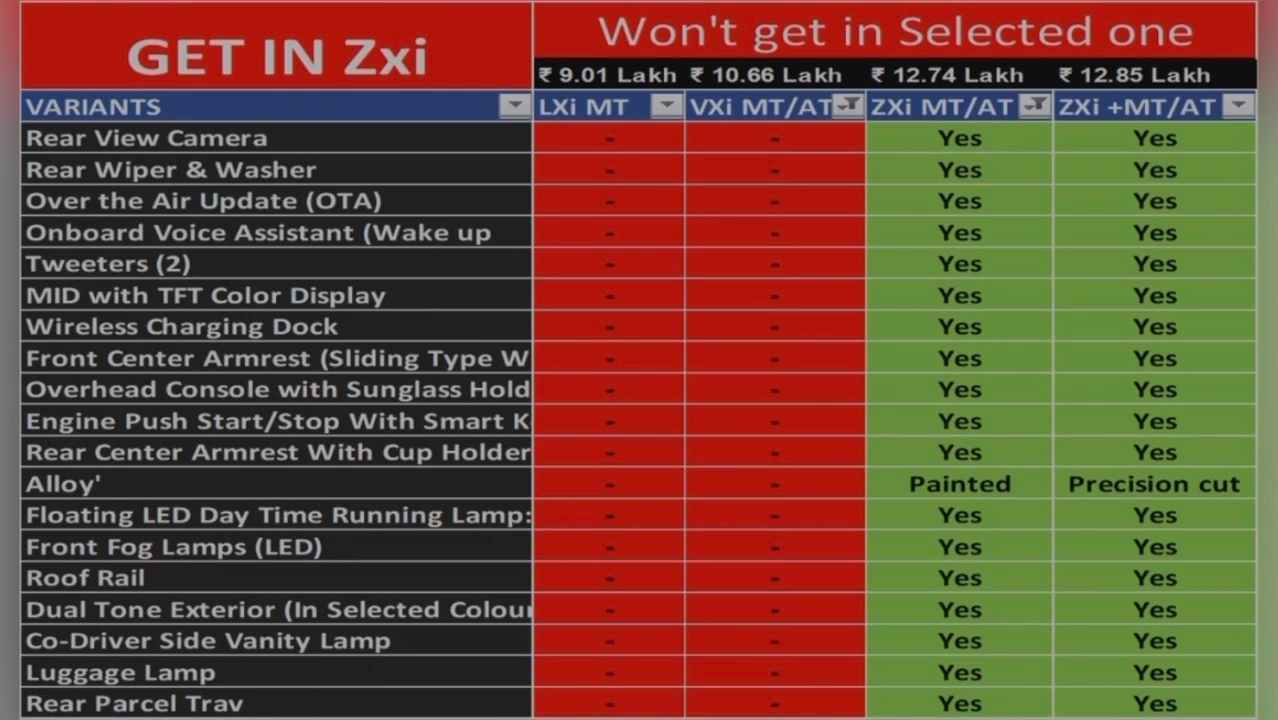 GET IN Zxi Won't get in Selected one
₹ 9.01 Lakh ₹ 10.66 Lakh ₹ 12.74 Lakh ₹ 12.85 Lakh
VARIANTS LXi MT VXi MT/AT ZXi MT/AT ZXi +MT/AT
Rear View Camera - - Yes Yes
Rear Wiper & Washer - - Yes Yes
Over the Air Update (OTA) - - Yes Yes
Onboard Voice Assistant (Wake up - - Yes Yes
Tweeters (2) - - Yes Yes
MID with TFT Color Display - - Yes Yes
Wireless Charging Dock - - Yes Yes
Front Center Armrest (Sliding Type W - - Yes Yes
Overhead Console with Sunglass Hold - - Yes Yes
Engine Push Start/Stop With Smart K - - Yes Yes
Rear Center Armrest With Cup Holder - - Yes Yes
Alloy' - - Painted Precision cut
Floating LED Day Time Running Lamp: - - Yes Yes
Front Fog Lamps (LED) - - Yes Yes
Roof Rail - - Yes Yes
Dual Tone Exterior (In Selected Colour - - Yes Yes
Co-Driver Side Vanity Lamp - - Yes Yes
Luggage Lamp - - Yes Yes
Rear Parcel Trav - - Yes Yes